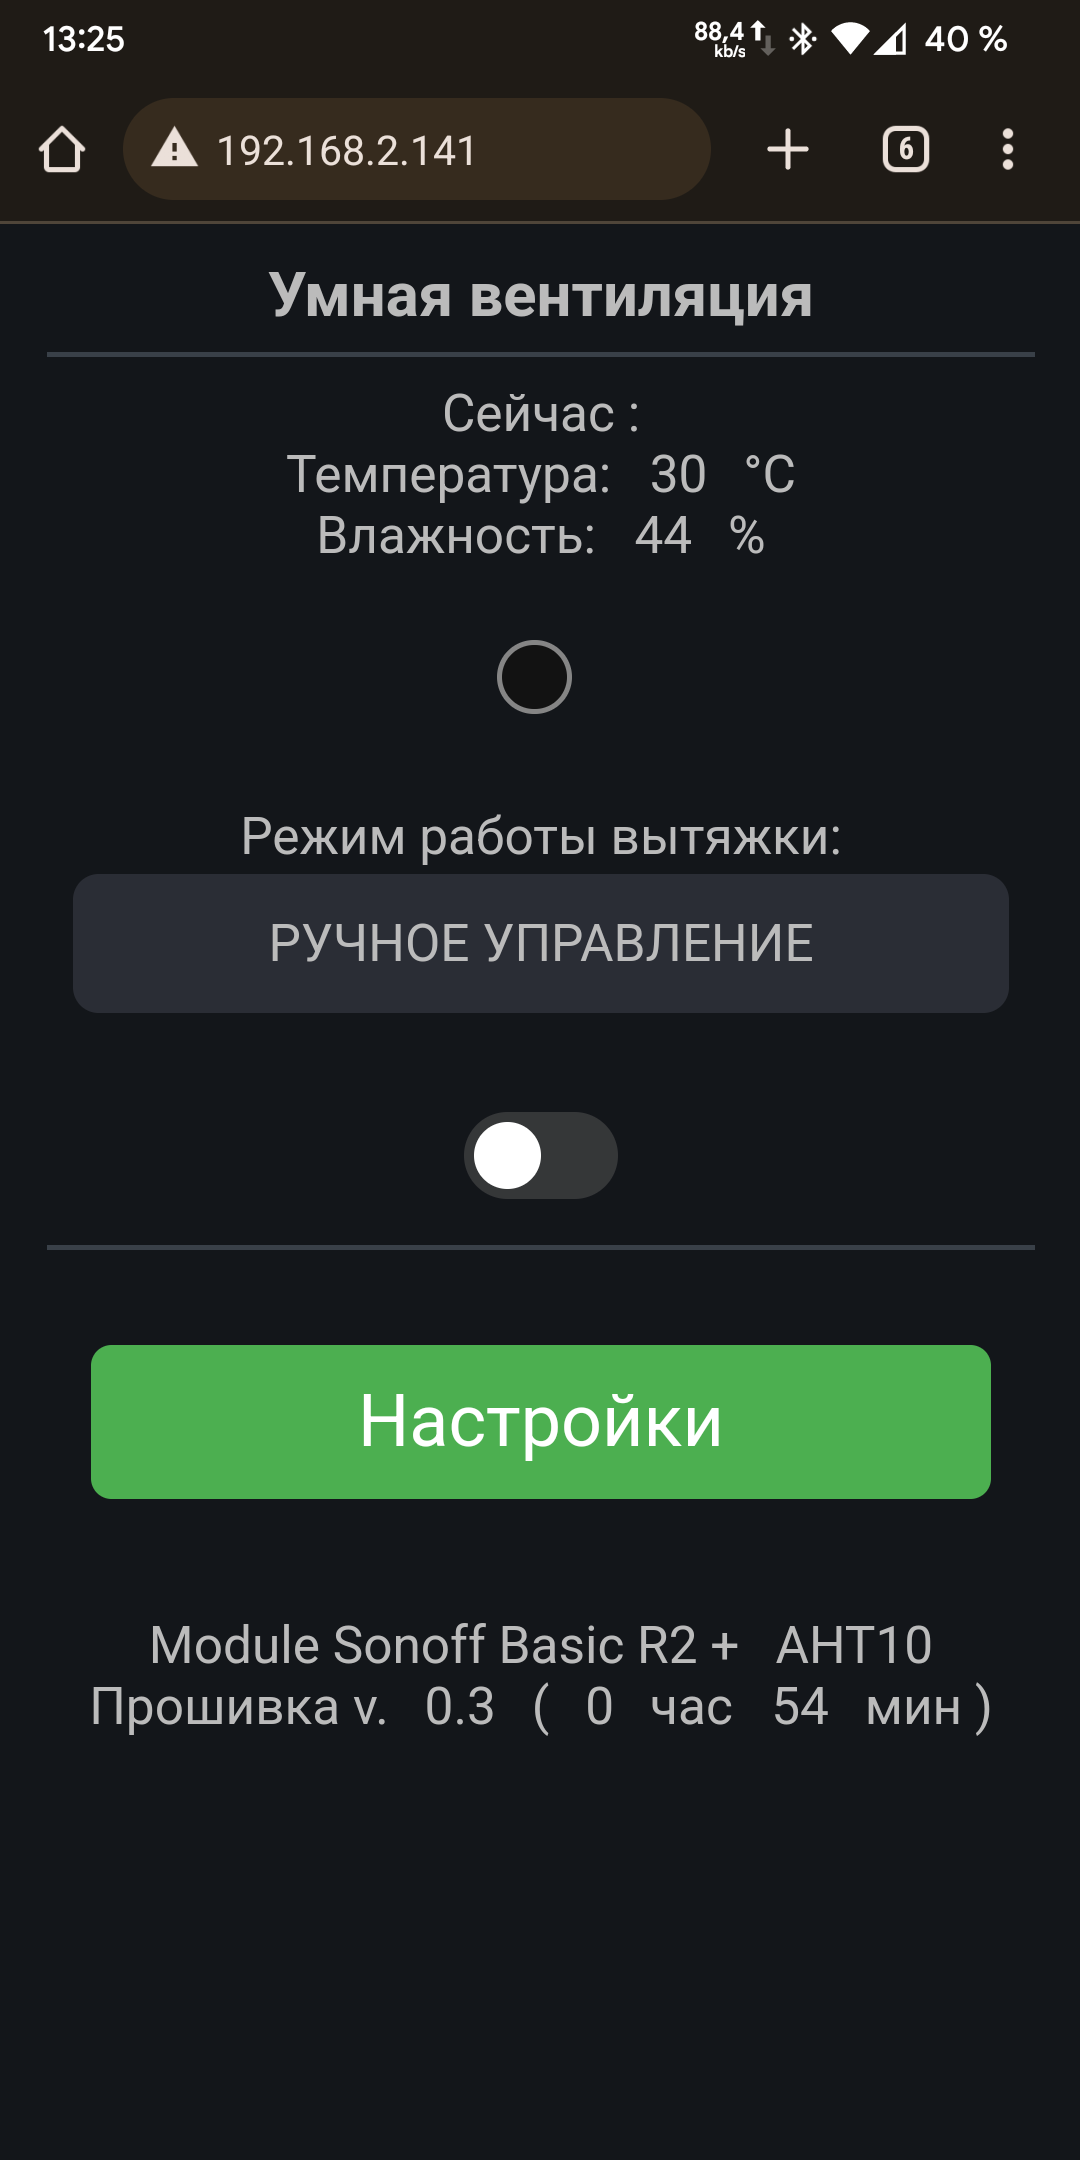 13:25
88,4 kb/s
40 %
192.168.2.141
6
Умная вентиляция
Сейчас :
Температура: 30 °C
Влажность: 44 %
Режим работы вытяжки:
РУЧНОЕ УПРАВЛЕНИЕ
Настройки
Module Sonoff Basic R2 + AHT10
Прошивка v. 0.3 ( 0 час 54 мин )